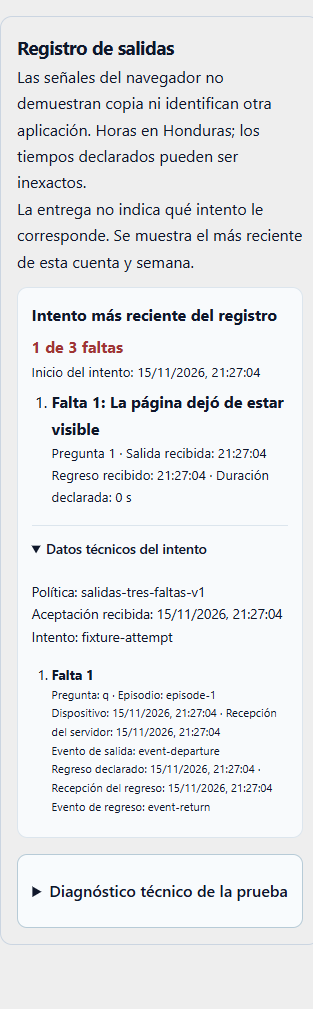 Registro de salidas
Las señales del navegador no
demuestran copia ni identifican otra
aplicación. Horas en Honduras; los
tiempos declarados pueden ser
inexactos.
La entrega no indica qué intento le
corresponde. Se muestra el más reciente
de esta cuenta y semana.
Intento más reciente del registro
1 de 3 faltas
Inicio del intento: 15/11/2026, 21:27:04
1. Falta 1: La página dejó de estar
visible
Pregunta 1 · Salida recibida: 21:27:04
Regreso recibido: 21:27:04 · Duración
declarada: 0 s
▼ Datos técnicos del intento
Política: salidas-tres-faltas-v1
Aceptación recibida: 15/11/2026, 21:27:04
Intento: fixture-attempt
1. Falta 1
Pregunta: q · Episodio: episode-1
Dispositivo: 15/11/2026, 21:27:04 · Recepción
del servidor: 15/11/2026, 21:27:04
Evento de salida: event-departure
Regreso declarado: 15/11/2026, 21:27:04 ·
Recepción del regreso: 15/11/2026, 21:27:04
Evento de regreso: event-return
▶ Diagnóstico técnico de la prueba